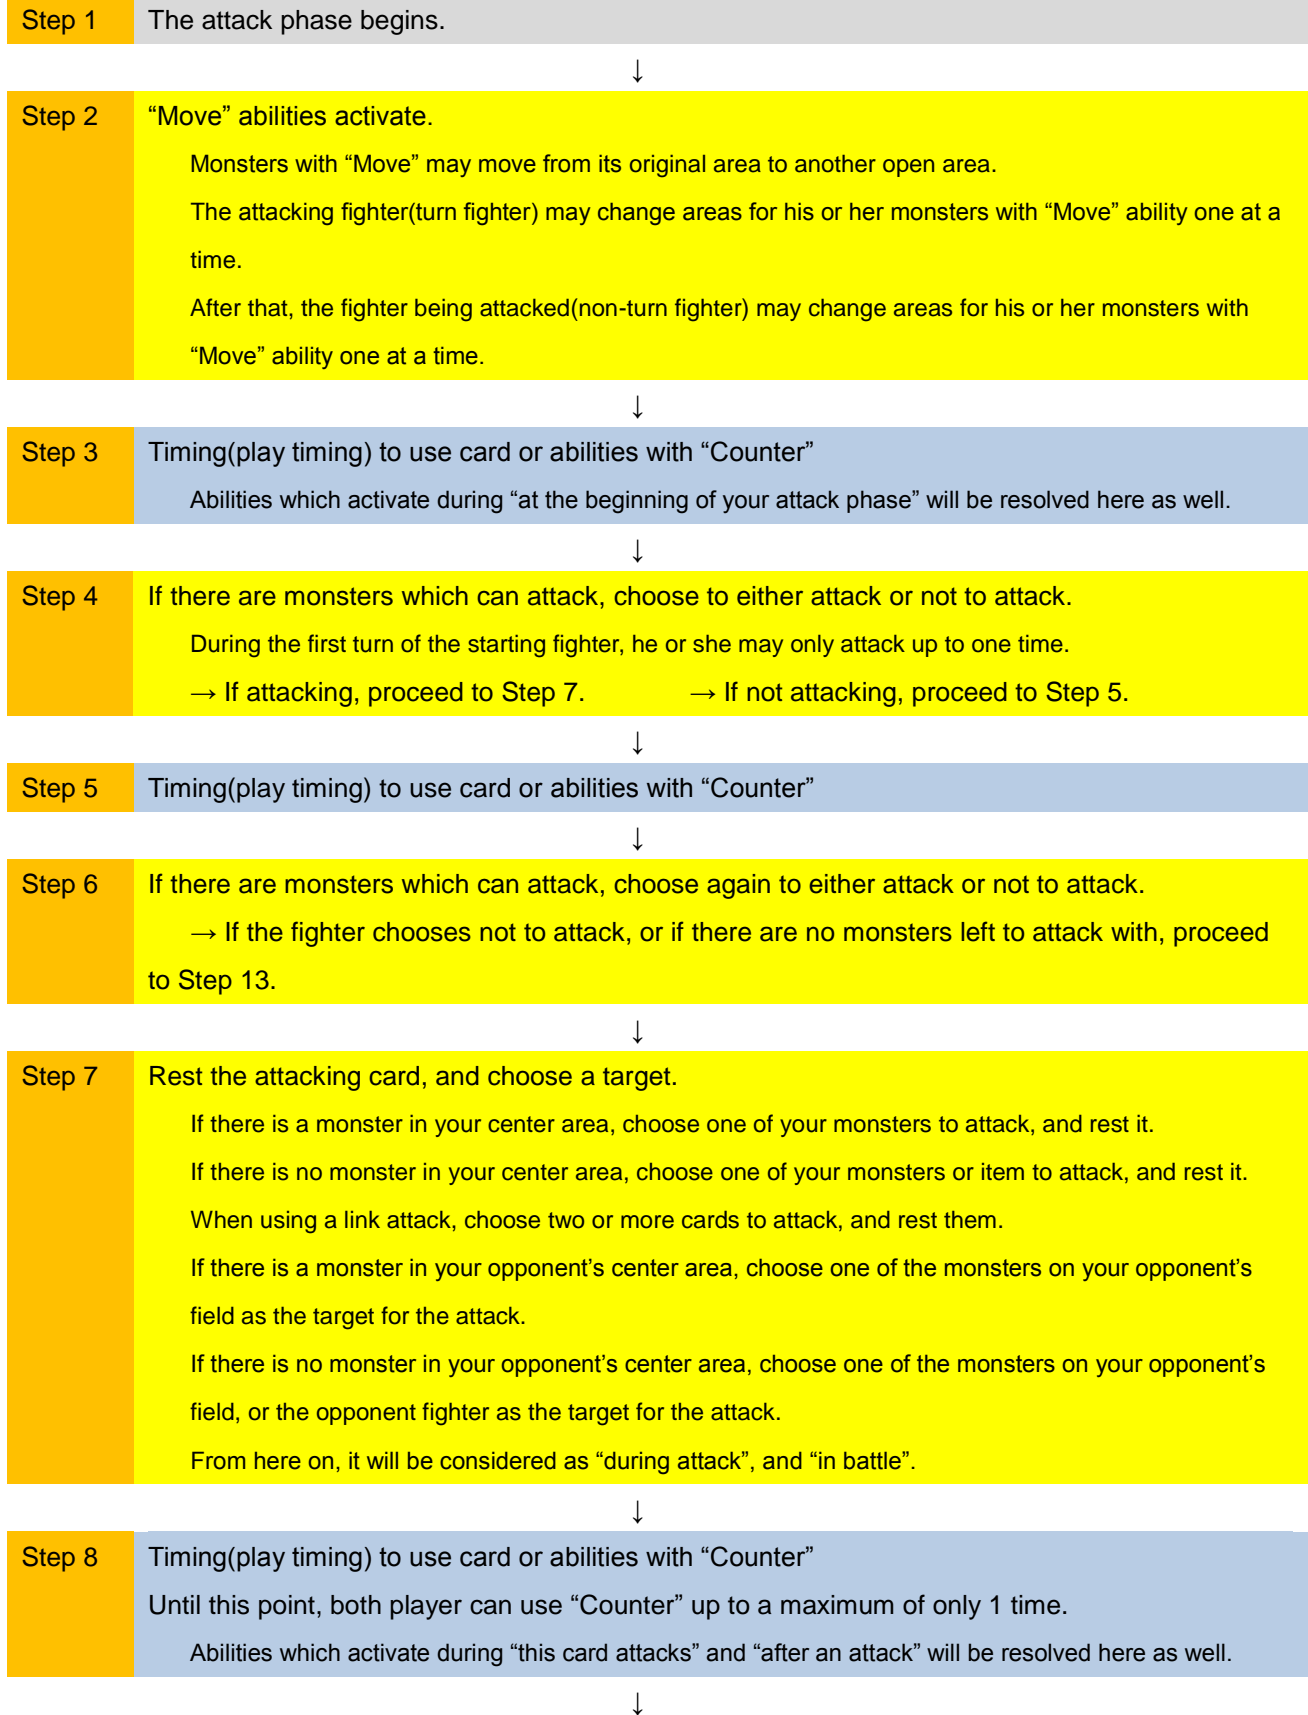 Step 1 The attack phase begins.
↓
Step 2 “Move” abilities activate.
Monsters with “Move” may move from its original area to another open area.
The attacking fighter(turn fighter) may change areas for his or her monsters with “Move” ability one at a
time.
After that, the fighter being attacked(non-turn fighter) may change areas for his or her monsters with
“Move” ability one at a time.
↓
Step 3 Timing(play timing) to use card or abilities with “Counter”
Abilities which activate during “at the beginning of your attack phase” will be resolved here as well.
↓
Step 4 If there are monsters which can attack, choose to either attack or not to attack.
During the first turn of the starting fighter, he or she may only attack up to one time.
→ If attacking, proceed to Step 7. → If not attacking, proceed to Step 5.
↓
Step 5 Timing(play timing) to use card or abilities with “Counter”
↓
Step 6 If there are monsters which can attack, choose again to either attack or not to attack.
→ If the fighter chooses not to attack, or if there are no monsters left to attack with, proceed
to Step 13.
↓
Step 7 Rest the attacking card, and choose a target.
If there is a monster in your center area, choose one of your monsters to attack, and rest it.
If there is no monster in your center area, choose one of your monsters or item to attack, and rest it.
When using a link attack, choose two or more cards to attack, and rest them.
If there is a monster in your opponent’s center area, choose one of the monsters on your opponent’s
field as the target for the attack.
If there is no monster in your opponent’s center area, choose one of the monsters on your opponent’s
field, or the opponent fighter as the target for the attack.
From here on, it will be considered as “during attack”, and “in battle”.
↓
Step 8 Timing(play timing) to use card or abilities with “Counter”
Until this point, both player can use “Counter” up to a maximum of only 1 time.
Abilities which activate during “this card attacks” and “after an attack” will be resolved here as well.
↓